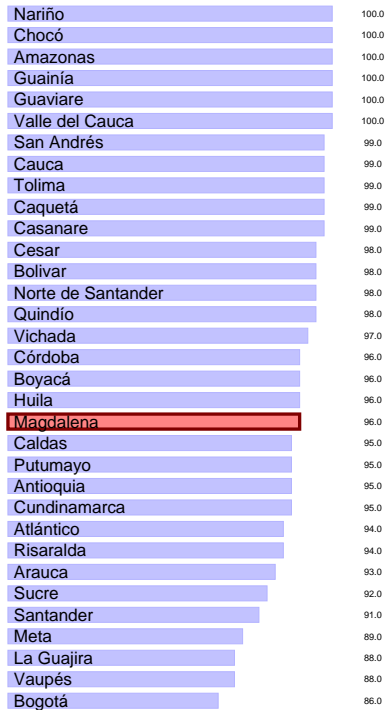 Nariño 100.0
Chocó 100.0
Amazonas 100.0
Guainía 100.0
Guaviare 100.0
Valle del Cauca 100.0
San Andrés 99.0
Cauca 99.0
Tolima 99.0
Caquetá 99.0
Casanare 99.0
Cesar 98.0
Bolivar 98.0
Norte de Santander 98.0
Quindío 98.0
Vichada 97.0
Córdoba 96.0
Boyacá 96.0
Huila 96.0
Magdalena 96.0
Caldas 95.0
Putumayo 95.0
Antioquia 95.0
Cundinamarca 95.0
Atlántico 94.0
Risaralda 94.0
Arauca 93.0
Sucre 92.0
Santander 91.0
Meta 89.0
La Guajira 88.0
Vaupés 88.0
Bogotá 86.0